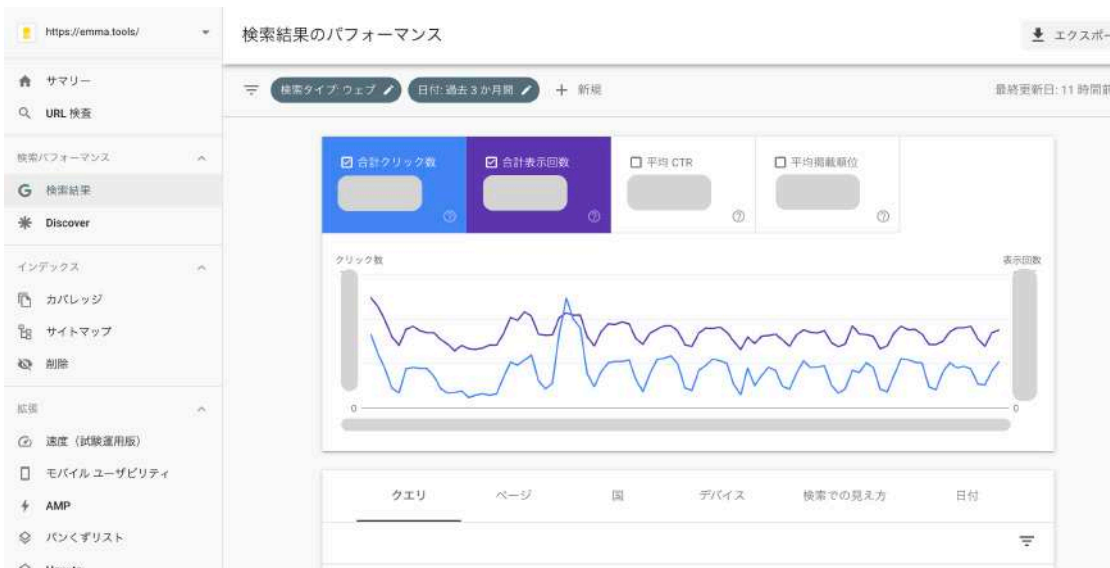 https://emma.tools/
検索結果のパフォーマンス
エクスポー
サマリー
URL 検査
検索パフォーマンス
検索結果
Discover
インデックス
カバレッジ
サイトマップ
削除
拡張
速度（試験運用版）
モバイル ユーザビリティ
AMP
パンくずリスト
検索タイプ: ウェブ
日付: 過去 3 か月間
新規
最終更新日: 11 時間前
合計クリック数
合計表示回数
平均 CTR
平均掲載順位
クリック数
表示回数
0
0
クエリ
ページ
国
デバイス
検索での見え方
日付